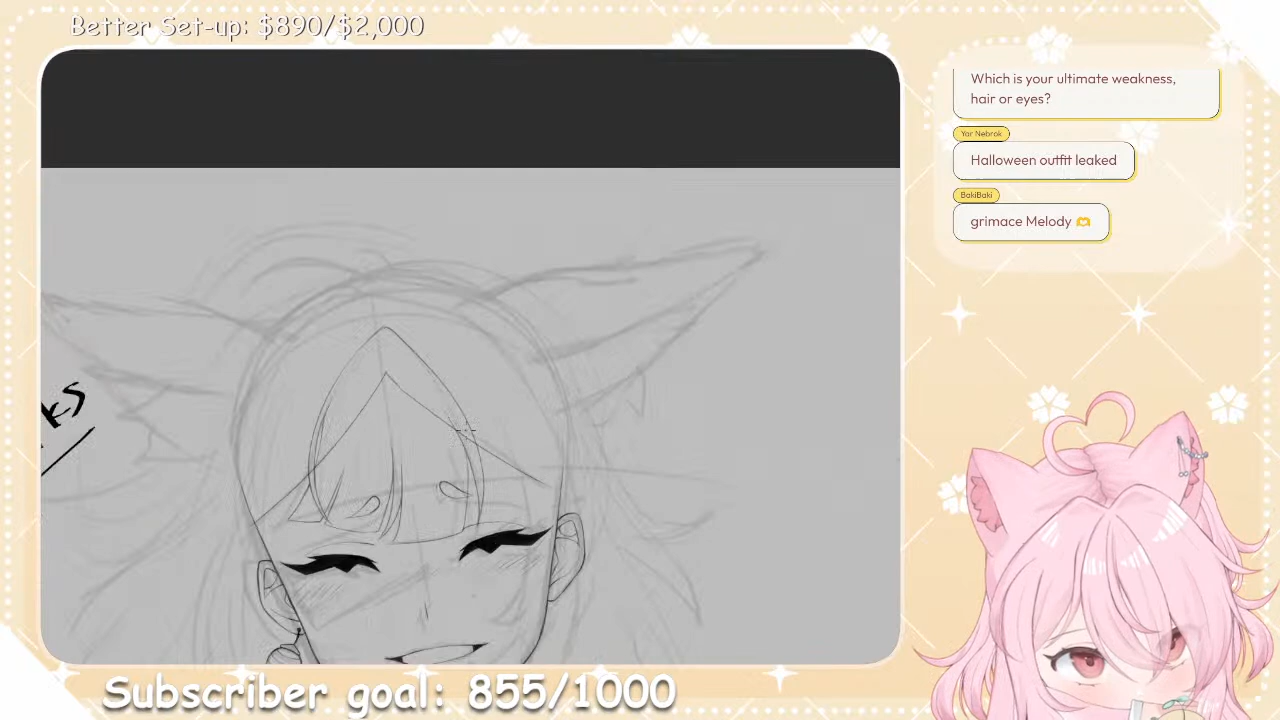 Better Set-up: $890/$2,000
Which is your ultimate weakness,
hair or eyes?
Yar Nebrok
Halloween outfit leaked
BakiBaki
grimace Melody 🫶
ks
Subscriber goal: 855/1000